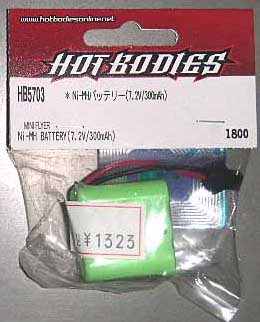 www.hotbodiesonline.net
HOT BODIES
HB5703
* Ni-MHバッテリー(7.2V/300mAh)
MINI FLYER
Ni-MH BATTERY(7.2V/300mAh)
1800
¥1323